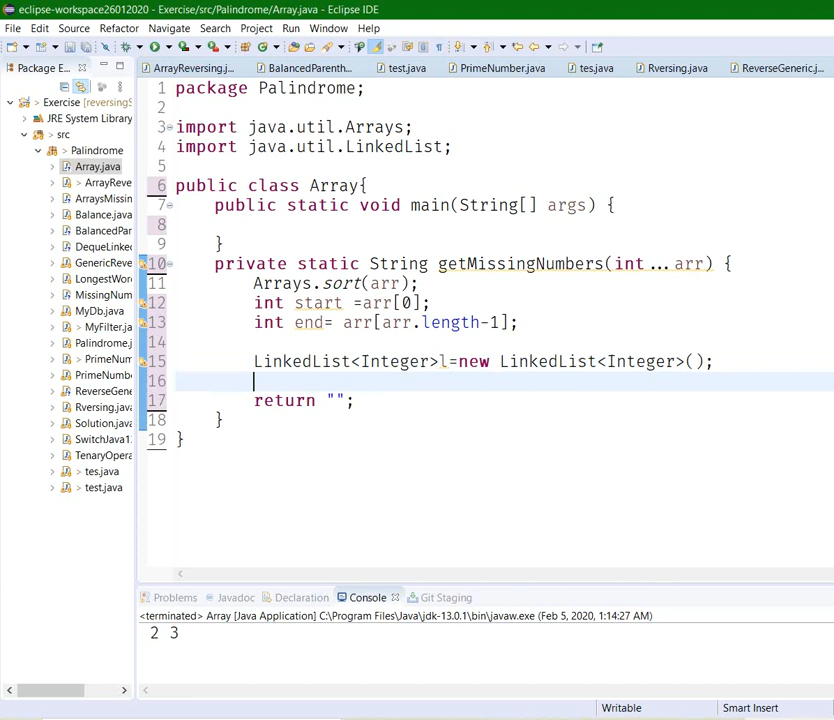 eclipse-workspace26012020 - Exercise/src/Palindrome/Array.java - Eclipse IDE
File Edit Source Refactor Navigate Search Project Run Window Help
Package E...
ArrayReversing.j... BalancedParenth... test.java PrimeNumber.java tes.java Rversing.java ReverseGeneric.j...
> Exercise [reversingS
JRE System Library
> src
Palindrome
Array.java
> ArrayReve
ArraysMissin
Balance.java
BalancedPar
DequeLinke
GenericReve
LongestWor
MissingNum
MyDb.java
> MyFilter.ja
Palindrome.j
> PrimeNum
PrimeNumbe
ReverseGene
Rversing.java
Solution.java
SwitchJava1
TenaryOpera
> tes.java
> test.java
1 package Palindrome;
2
3 import java.util.Arrays;
4 import java.util.LinkedList;
5
6 public class Array{
7 public static void main(String[] args) {
8
9 }
10 private static String getMissingNumbers(int...arr) {
11 Arrays.sort(arr);
12 int start =arr[0];
13 int end= arr[arr.length-1];
14
15 LinkedList<Integer>l=new LinkedList<Integer>();
16
17 return "";
18 }
19 }
Problems Javadoc Declaration Console Git Staging
<terminated> Array [Java Application] C:\Program Files\Java\jdk-13.0.1\bin\javaw.exe (Feb 5, 2020, 1:14:27 AM)
2 3
Writable Smart Insert